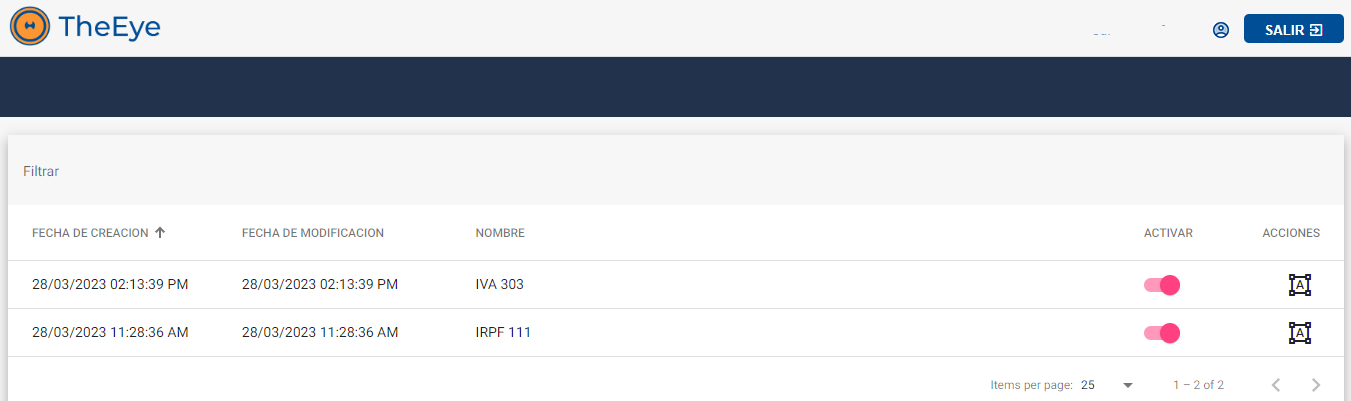 TheEye
SALIR
Filtrar
FECHA DE CREACION FECHA DE MODIFICACION NOMBRE ACTIVAR ACCIONES
28/03/2023 02:13:39 PM 28/03/2023 02:13:39 PM IVA 303 A
28/03/2023 11:28:36 AM 28/03/2023 11:28:36 AM IRPF 111 A
Items per page: 25 1 – 2 of 2